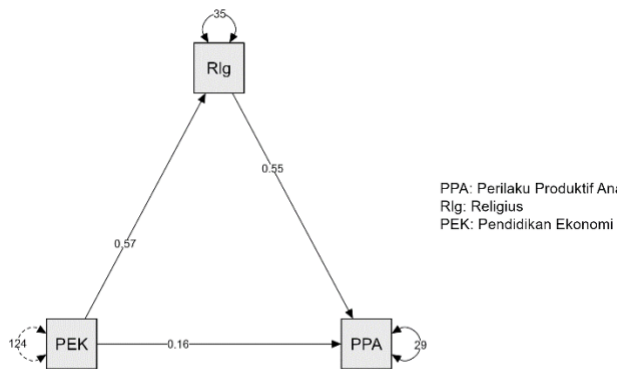 35
Rlg
0.55
PPA: Perilaku Produktif
Rlg: Religius
PEK: Pendidikan Ekonomi
0.57
124
PEK
0.16
PPA
29